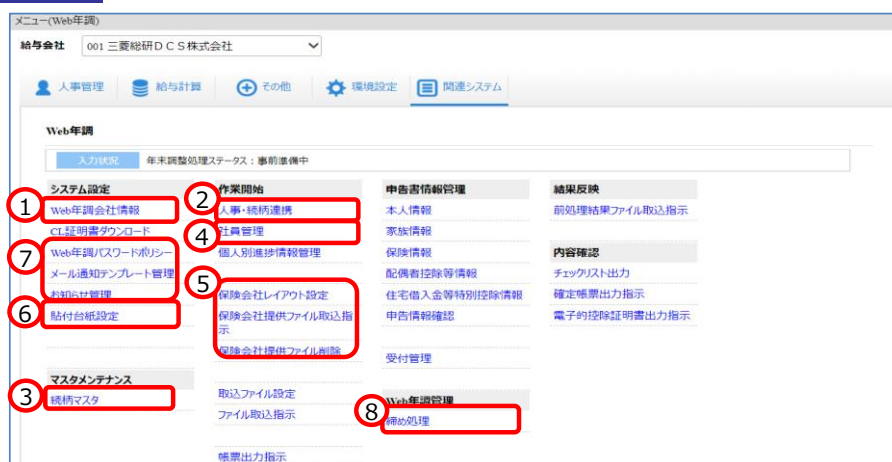 メニュー(Web年調)
給与会社 001 三菱総研DCS株式会社
人事管理 給与計算 その他 環境設定 関連システム
Web年調
入力状況 年末調整処理ステータス：事前準備中
システム設定
① Web年調会社情報
CL証明書ダウンロード
⑦ Web年調パスワードポリシー
メール通知テンプレート管理
お知らせ管理
⑥ 貼付台紙設定
マスタメンテナンス
③ 続柄マスタ
作業開始
② 人事・続柄連携
④ 社員管理
個人別進捗情報管理
⑤ 保険会社レイアウト設定
保険会社提供ファイル取込指
示
保険会社提供ファイル削除
取込ファイル設定
ファイル取込指示
帳票出力指示
申告書情報管理
本人情報
家族情報
保険情報
配偶者控除等情報
住宅借入金等特別控除情報
申告情報確認
受付管理
Web年調管理
⑧ 締め処理
結果反映
前処理結果ファイル取込指示
内容確認
チェックリスト出力
確定帳票出力指示
電子的控除証明書出力指示